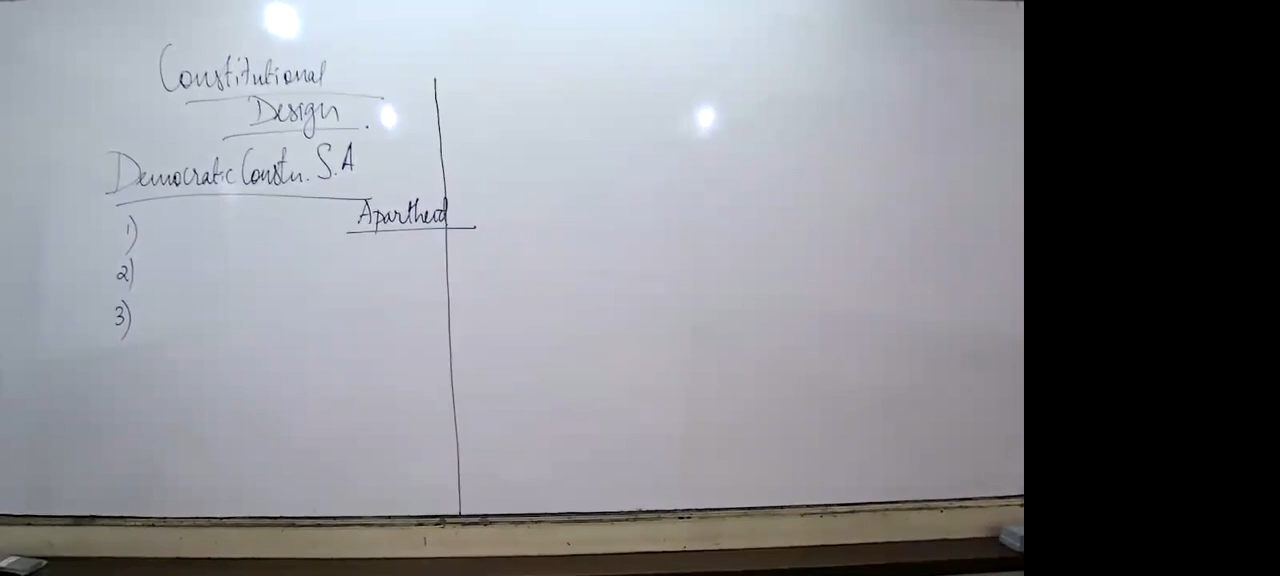 Constitutional
Design.
Democratic Constn. S.A
Apartheid
1)
2)
3)